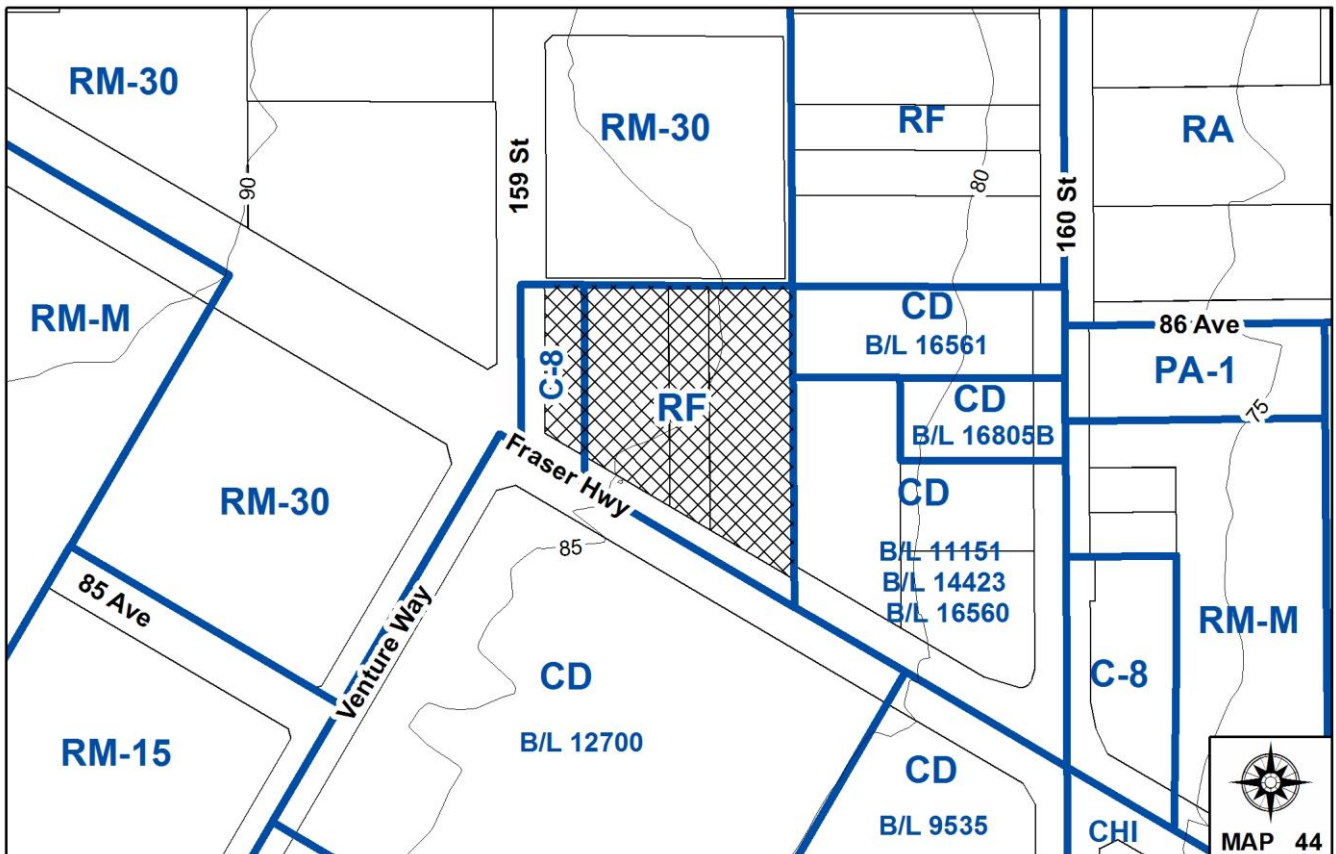 RM-30
RM-30
RF
RA
159 St
160 St
90
80
RM-M
C-8
RF
CD
B/L 16561
86 Ave
PA-1
CD
B/L 16805B
75
RM-30
Fraser Hwy
85
CD
B/L 11151
B/L 14423
B/L 16560
85 Ave
Venture Way
CD
B/L 12700
RM-M
C-8
RM-15
CD
B/L 9535
CHI
MAP 44